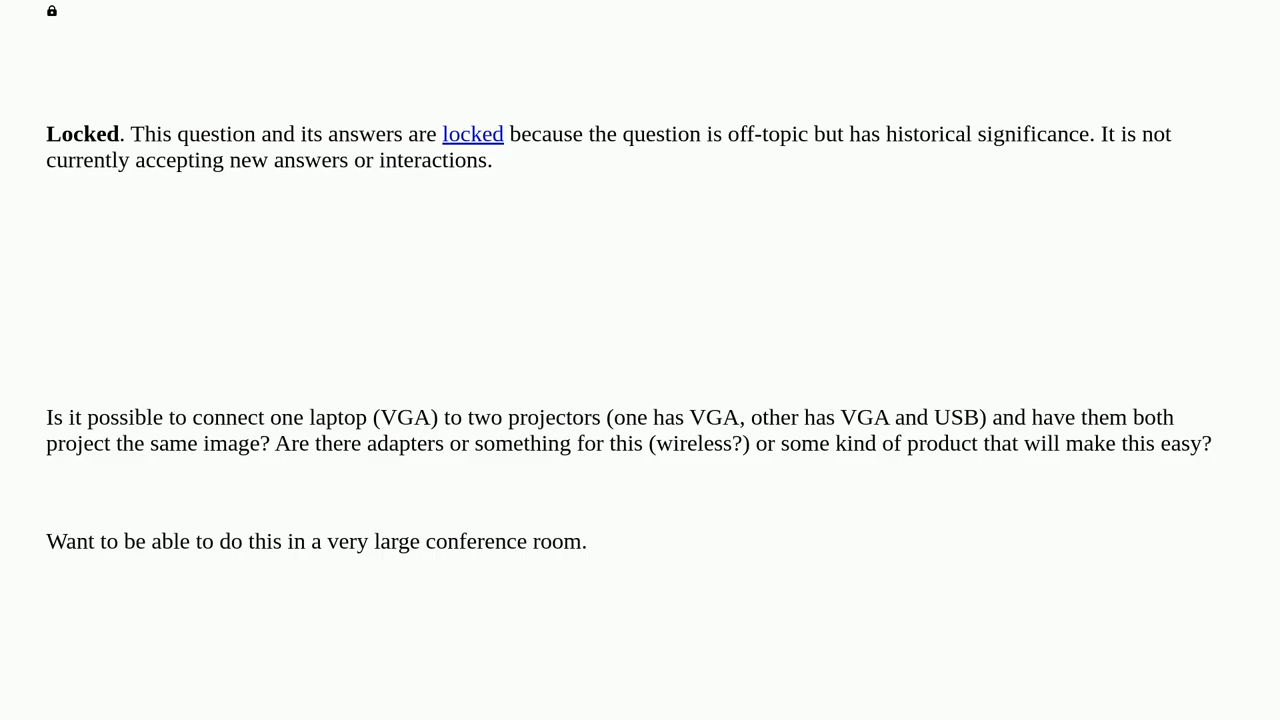 Locked. This question and its answers are locked because the question is off-topic but has historical significance. It is not
currently accepting new answers or interactions.
Is it possible to connect one laptop (VGA) to two projectors (one has VGA, other has VGA and USB) and have them both
project the same image? Are there adapters or something for this (wireless?) or some kind of product that will make this easy?
Want to be able to do this in a very large conference room.